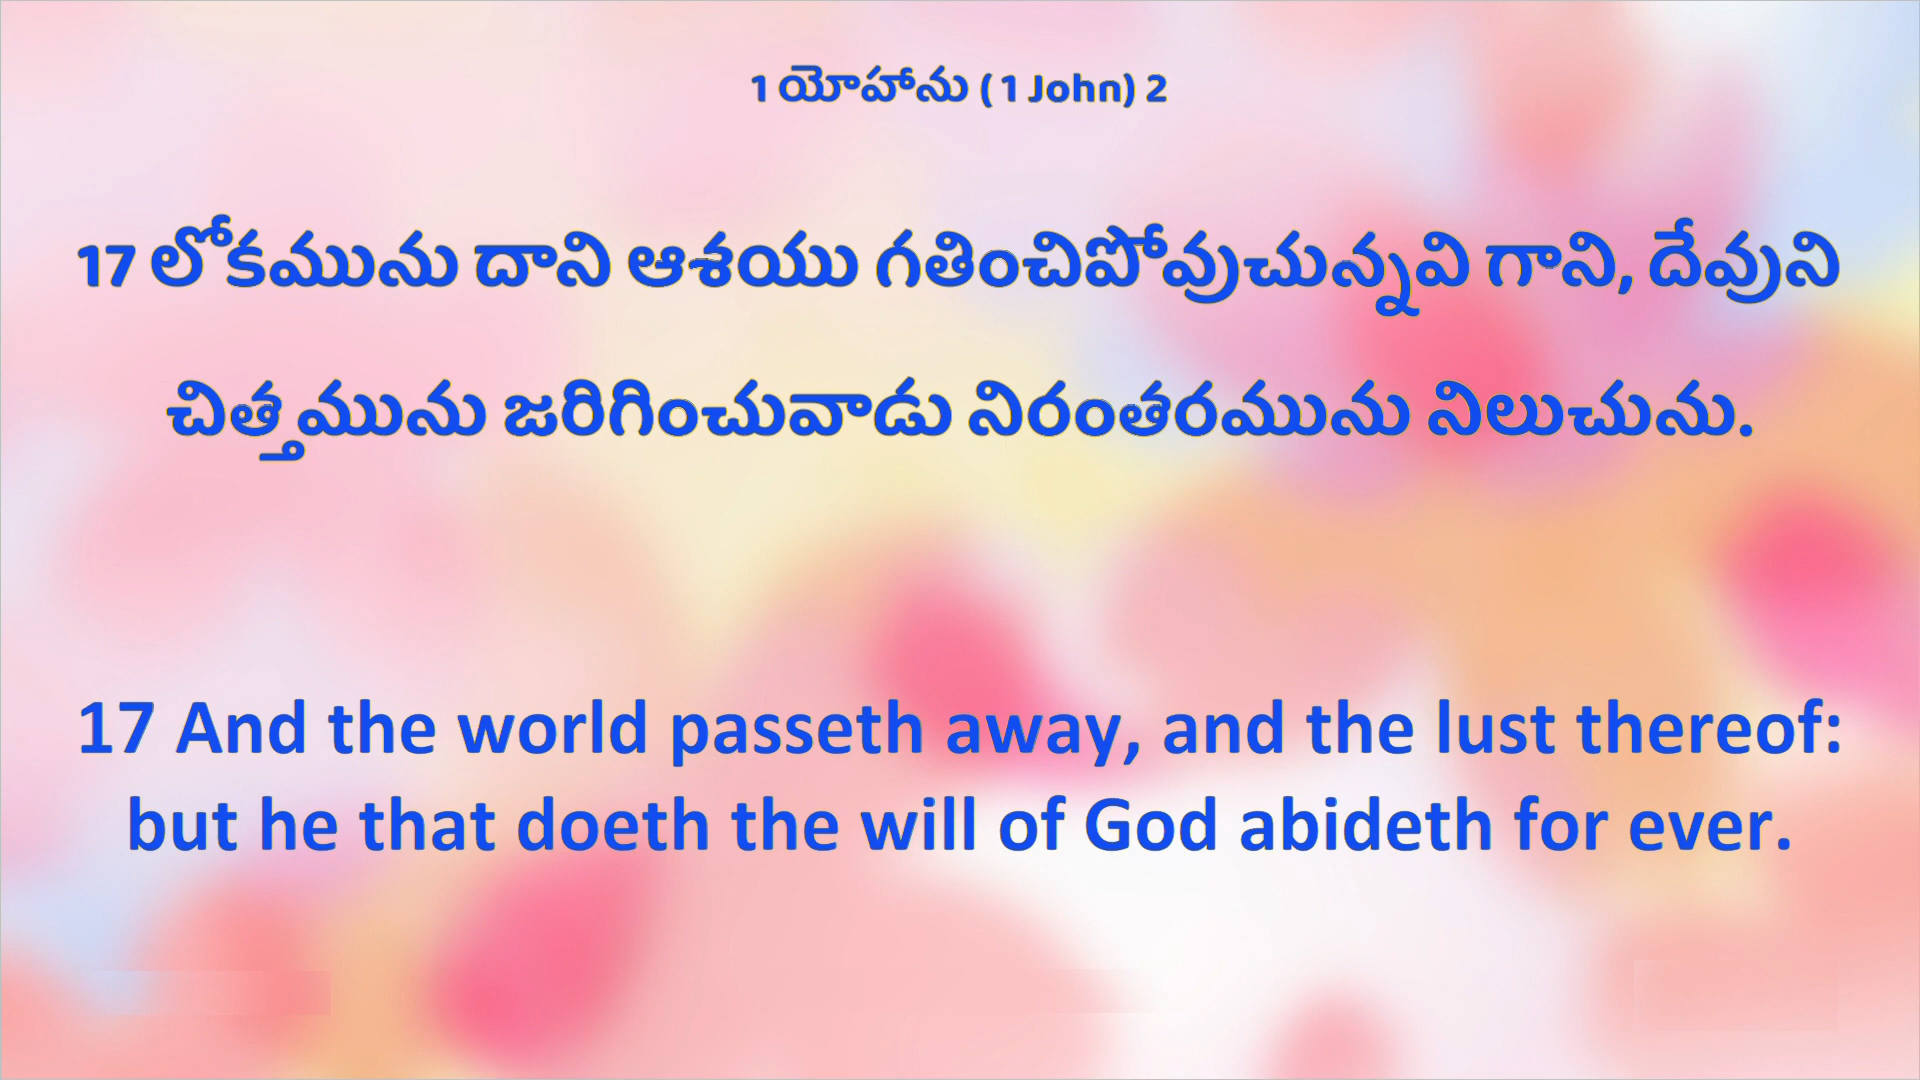 1 యోహాను ( 1 John) 2
17 లోకమును దాని ఆశయు గతించిపోవుచున్నవి గాని, దేవుని
చిత్తమును జరిగించువాడు నిరంతరమును నిలుచును.
17 And the world passeth away, and the lust thereof:
but he that doeth the will of God abideth for ever.